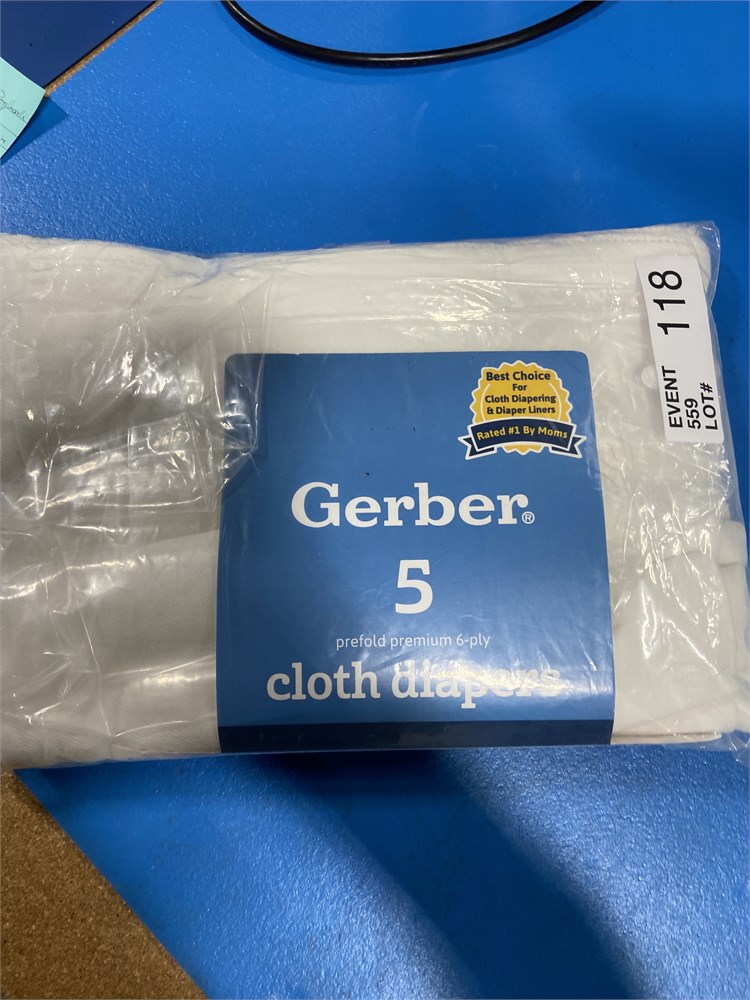 Best Choice
For
Cloth Diapering
& Diaper Liners
Rated #1 By Moms
Gerber®
5
prefold premium 6-ply
cloth diapers
EVENT
559
LOT#
118